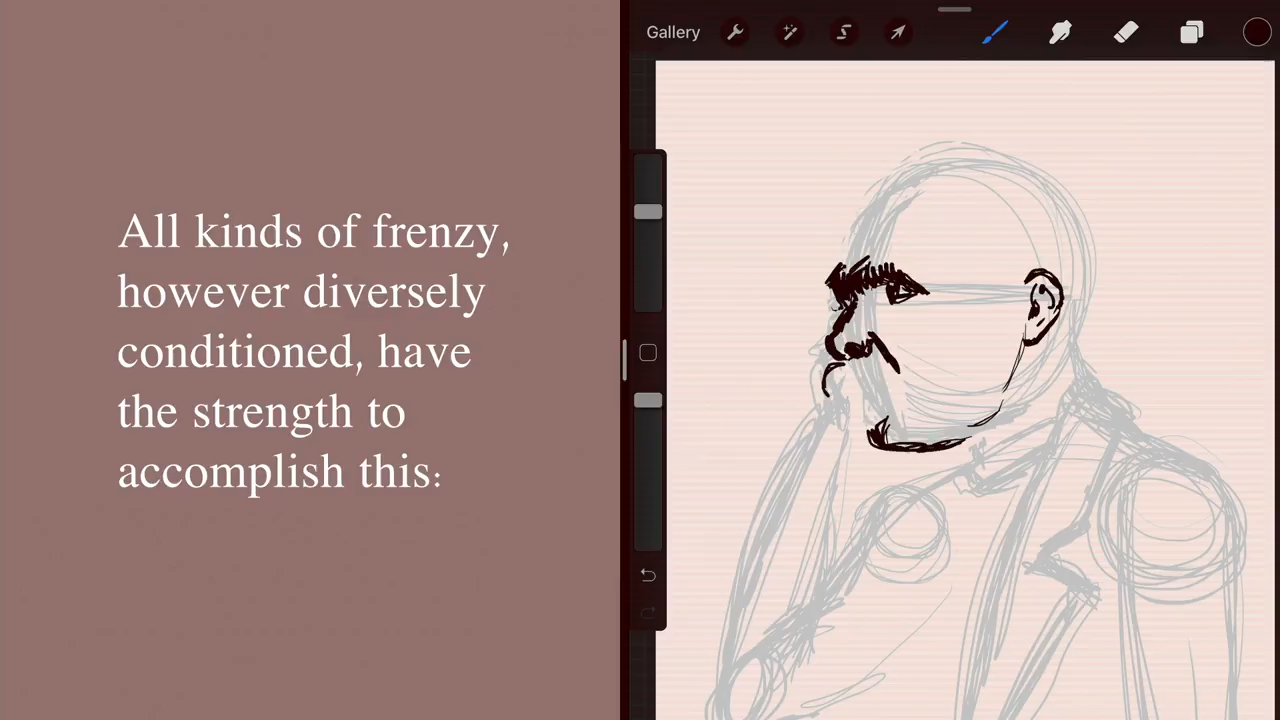 All kinds of frenzy,
however diversely
conditioned, have
the strength to
accomplish this:
Gallery